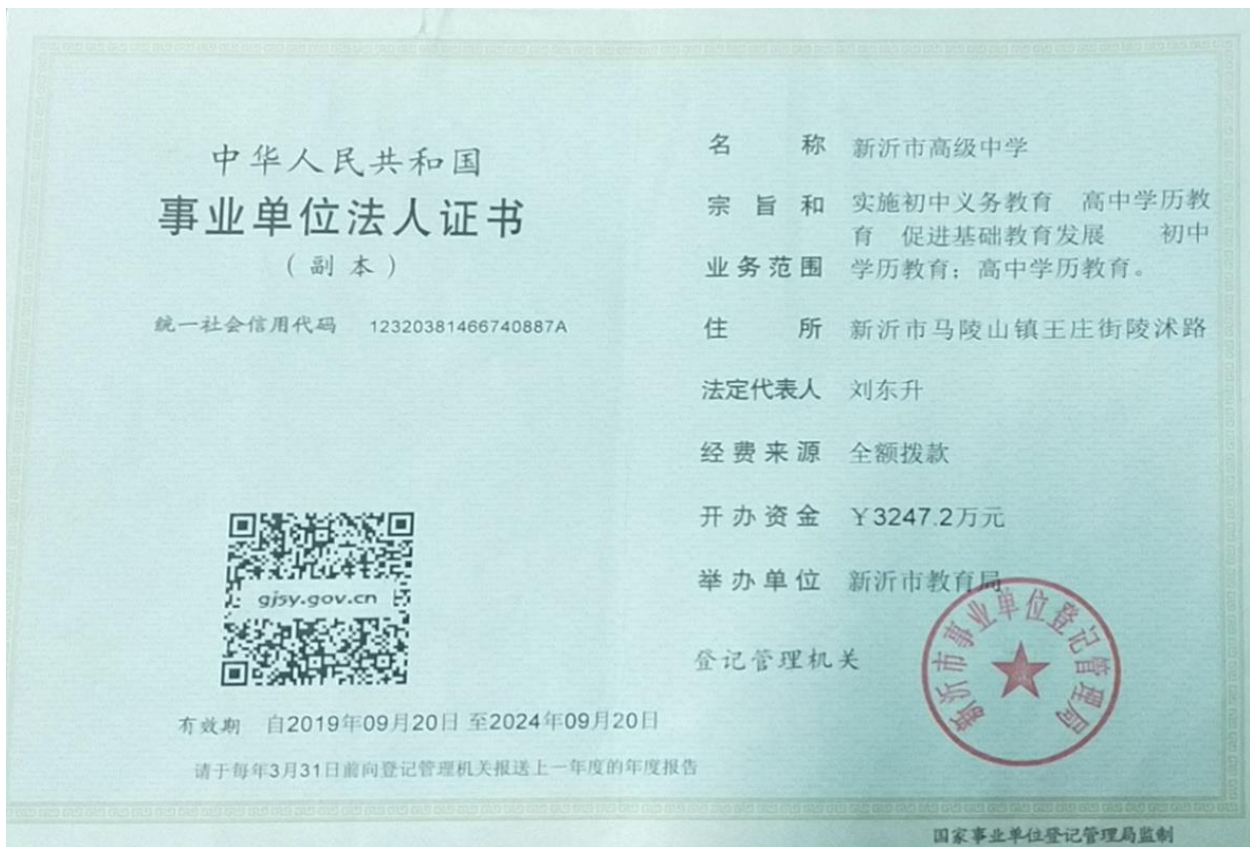 中华人民共和国
事业单位法人证书
（副本）
统一社会信用代码 12320381466740887A
gjsy.gov.cn
有效期 自2019年09月20日 至2024年09月20日
请于每年3月31日前向登记管理机关报送上一年度的年度报告
名称 新沂市高级中学
宗旨和 实施初中义务教育 高中学历教
育 促进基础教育发展 初中
业务范围 学历教育；高中学历教育。
住所 新沂市马陵山镇王庄街陵沭路
法定代表人 刘东升
经费来源 全额拨款
开办资金 ￥3247.2万元
举办单位 新沂市教育局
登记管理机关
新沂市事业单位登记管理局
国家事业单位登记管理局监制